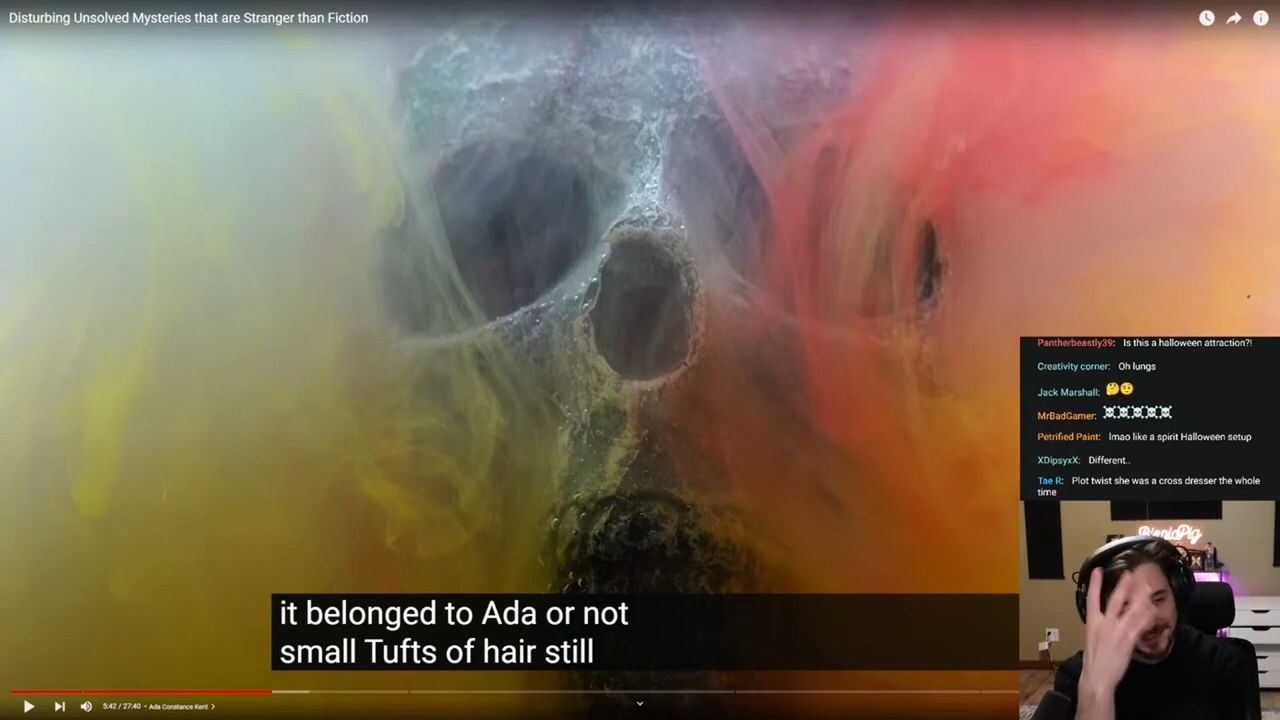 Disturbing Unsolved Mysteries that are Stranger than Fiction
Pantherbeastly39: Is this a halloween attraction?!
Creativity corner: Oh lungs
Jack Marshall: 🤔🤨
MrBadGamer: ☠️☠️☠️☠️☠️
Petrified Paint: lmao like a spirit Halloween setup
XDipsyxX: Different..
Tae R: Plot twist she was a cross dresser the whole
time
BionicPig
it belonged to Ada or not
small Tufts of hair still
5:42 / 27:40 • Ada Constance Kent >